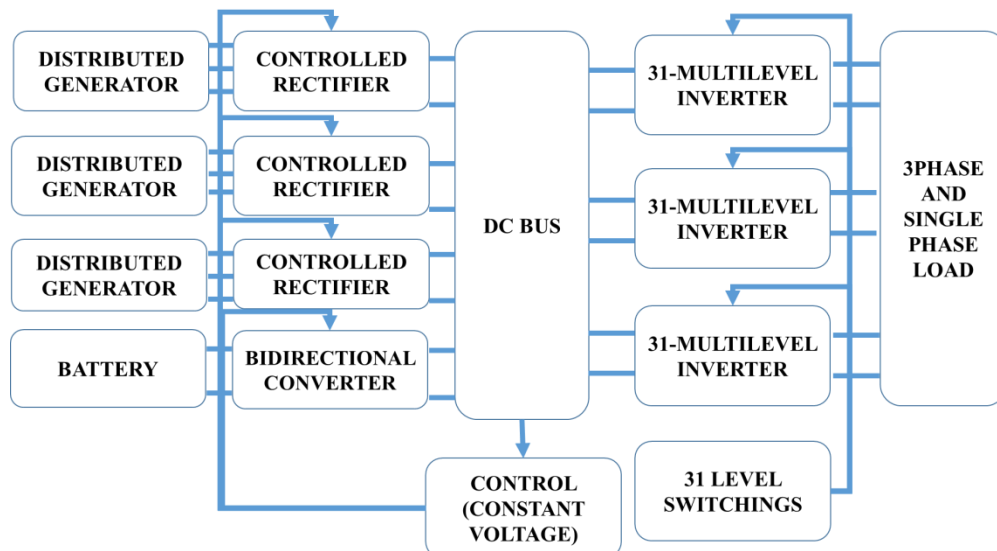 DISTRIBUTED
GENERATOR
CONTROLLED
RECTIFIER
DISTRIBUTED
GENERATOR
CONTROLLED
RECTIFIER
DISTRIBUTED
GENERATOR
CONTROLLED
RECTIFIER
BATTERY
BIDIRECTIONAL
CONVERTER
DC BUS
CONTROL
(CONSTANT
VOLTAGE)
31-MULTILEVEL
INVERTER
31-MULTILEVEL
INVERTER
31-MULTILEVEL
INVERTER
31 LEVEL
SWITCHINGS
3PHASE
AND
SINGLE
PHASE
LOAD